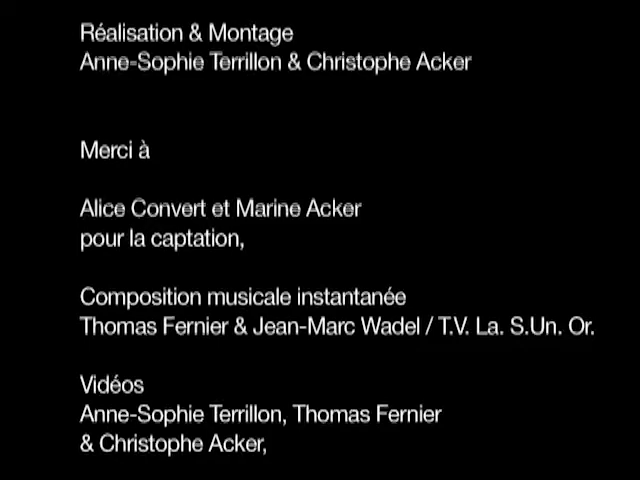 Réalisation & Montage
Anne-Sophie Terrillon & Christophe Acker
Merci à
Alice Convert et Marine Acker
pour la captation,
Composition musicale instantanée
Thomas Fernier & Jean-Marc Wadel / T.V. La. S.Un. Or.
Vidéos
Anne-Sophie Terrillon, Thomas Fernier
& Christophe Acker,